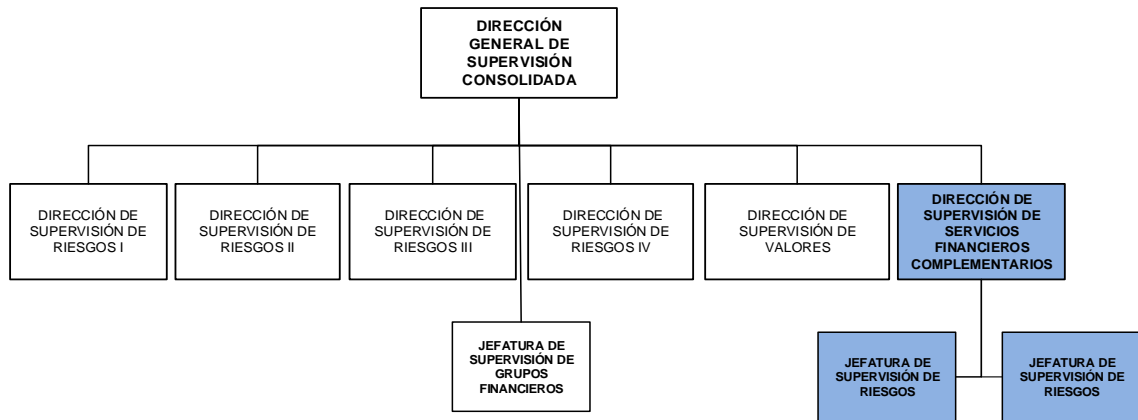 DIRECCIÓN
GENERAL DE
SUPERVISIÓN
CONSOLIDADA
DIRECCIÓN DE
SUPERVISIÓN DE
RIESGOS I
DIRECCIÓN DE
SUPERVISIÓN DE
RIESGOS II
DIRECCIÓN DE
SUPERVISIÓN DE
RIESGOS III
DIRECCIÓN DE
SUPERVISIÓN DE
RIESGOS IV
DIRECCIÓN DE
SUPERVISIÓN DE
VALORES
DIRECCIÓN DE
SUPERVISIÓN DE
SERVICIOS
FINANCIEROS
COMPLEMENTARIOS
JEFATURA DE
SUPERVISIÓN DE
GRUPOS
FINANCIEROS
JEFATURA DE
SUPERVISIÓN DE
RIESGOS
JEFATURA DE
SUPERVISIÓN DE
RIESGOS